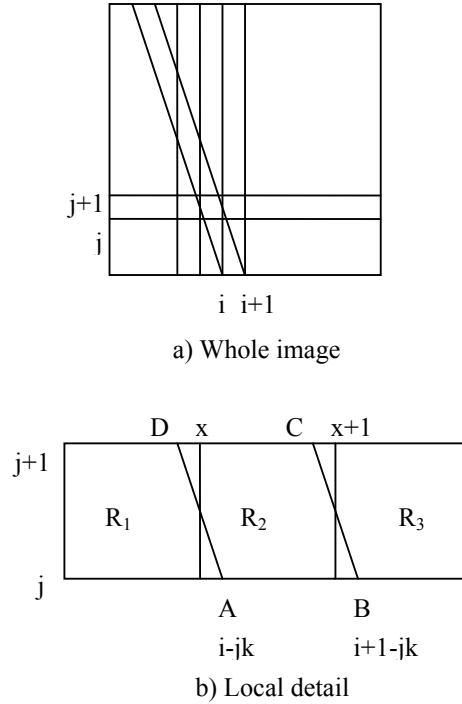 j+1
j
i i+1
a) Whole image
D x C x+1
j+1
R1 R2 R3
j
A B
i-jk i+1-jk
b) Local detail